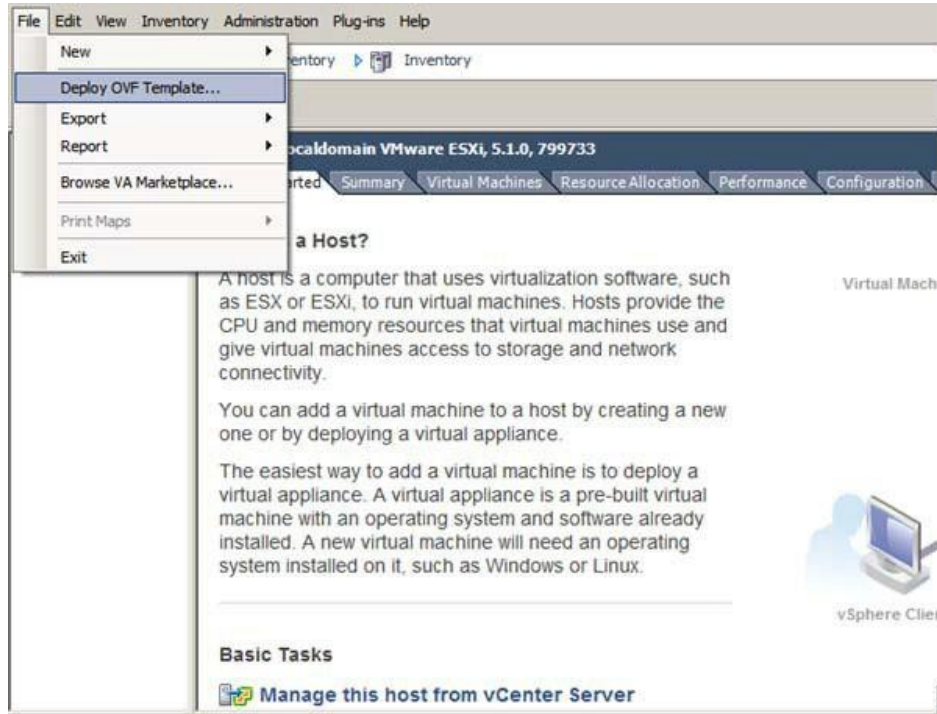 File Edit View Inventory Administration Plug-ins Help
New
entory Inventory
Deploy OVF Template...
Export
Report
ocaldomain VMware ESXi, 5.1.0, 799733
Browse VA Marketplace...
arted Summary Virtual Machines Resource Allocation Performance Configuration
Print Maps
a Host?
Exit
A host is a computer that uses virtualization software, such
as ESX or ESXi, to run virtual machines. Hosts provide the
CPU and memory resources that virtual machines use and
give virtual machines access to storage and network
connectivity.
Virtual Mach
You can add a virtual machine to a host by creating a new
one or by deploying a virtual appliance.
The easiest way to add a virtual machine is to deploy a
virtual appliance. A virtual appliance is a pre-built virtual
machine with an operating system and software already
installed. A new virtual machine will need an operating
system installed on it, such as Windows or Linux.
vSphere Clie
Basic Tasks
Manage this host from vCenter Server